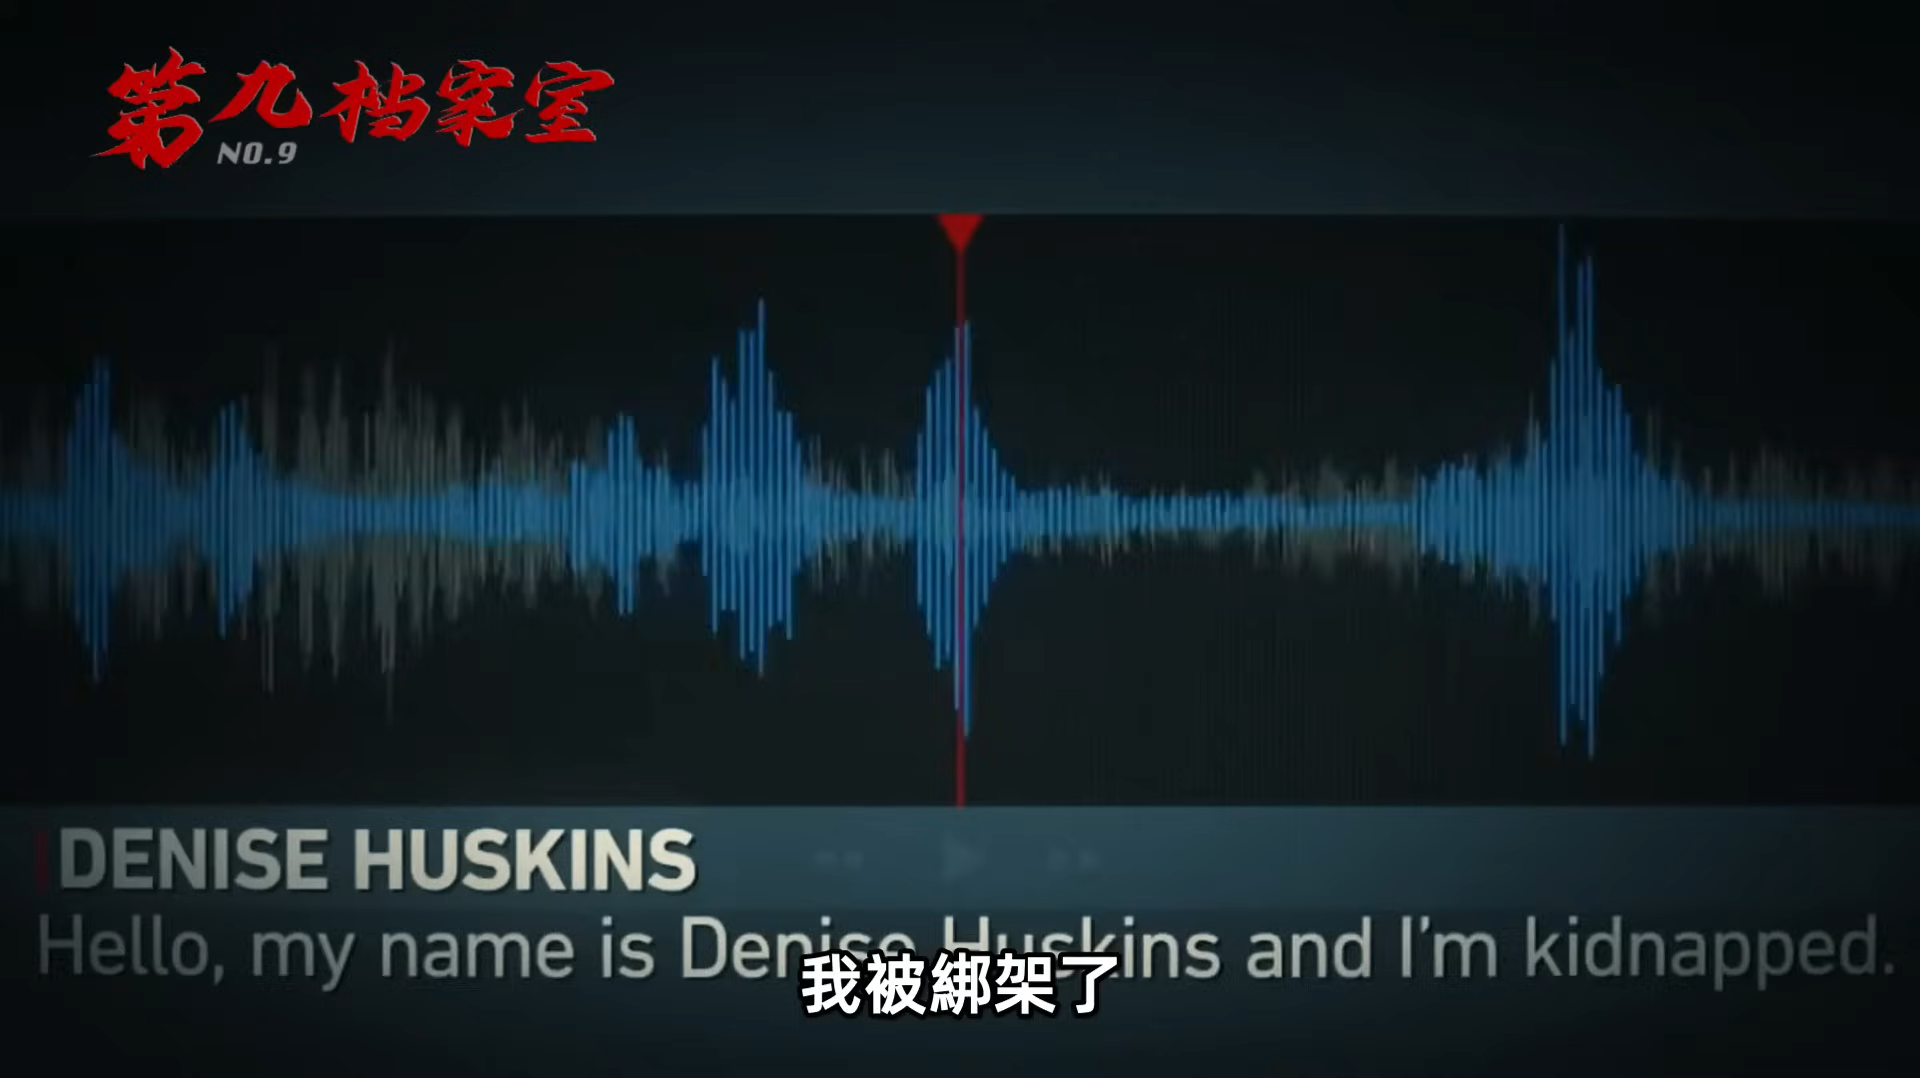 第九档案室
NO.9
DENISE HUSKINS
Hello, my name is Denise Huskins and I'm kidnapped.
我被綁架了